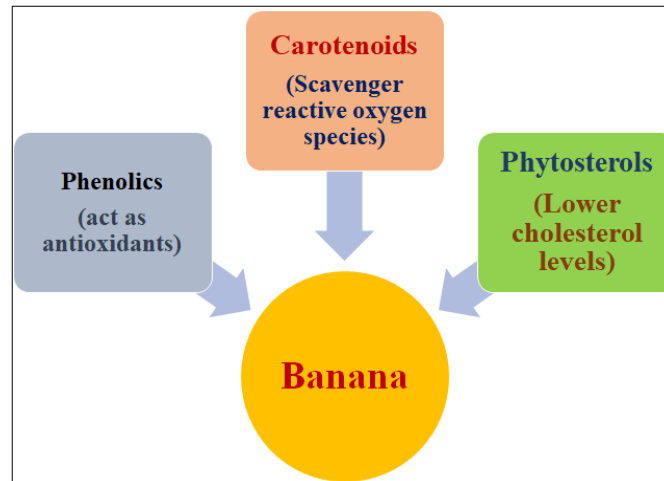 Carotenoids
(Scavenger
reactive oxygen
species)
Phenolics
(act as
antioxidants)
Phytosterols
(Lower
cholesterol
levels)
Banana